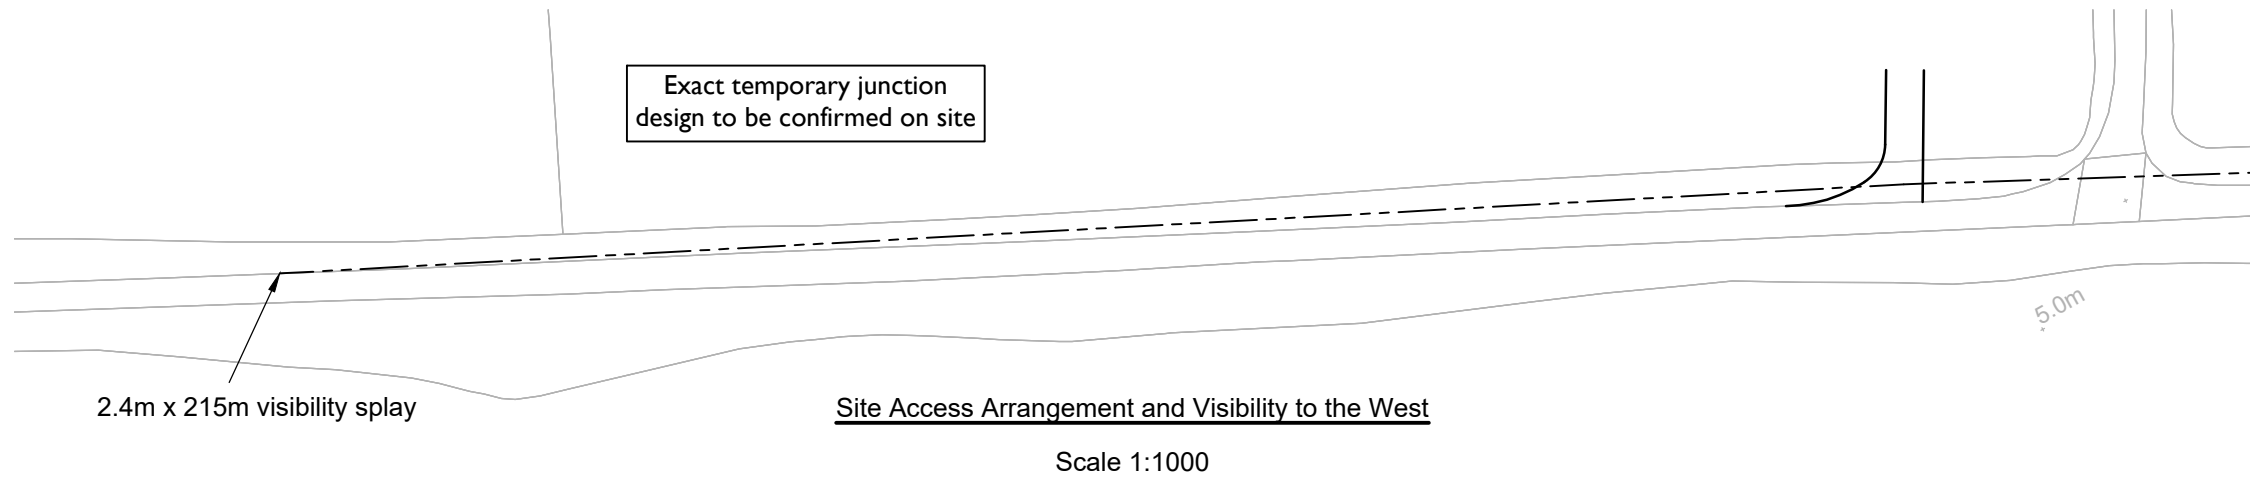 Exact temporary junction
design to be confirmed on site
5.0m
2.4m x 215m visibility splay
Site Access Arrangement and Visibility to the West
Scale 1:1000